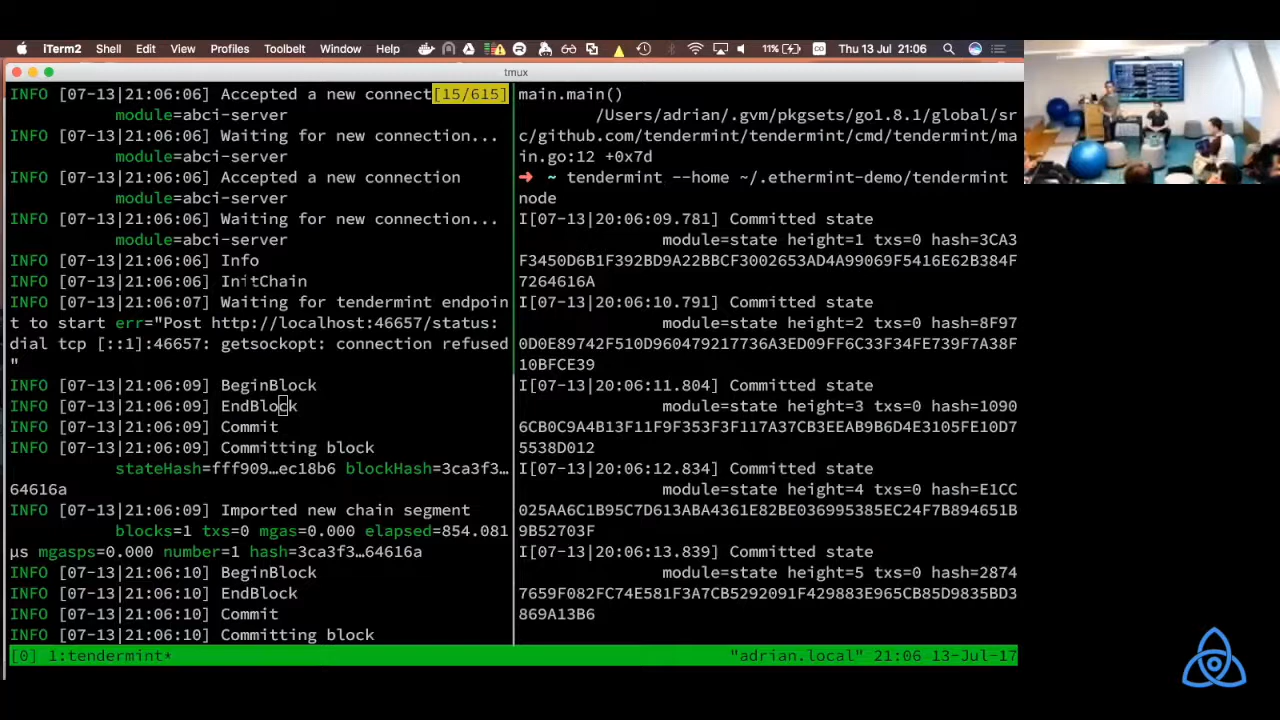 iTerm2 Shell Edit View Profiles Toolbelt Window Help 11% CO Thu 13 Jul 21:06
tmux
INFO [07-13|21:06:06] Accepted a new connect[15/615]
module=abci-server
INFO [07-13|21:06:06] Waiting for new connection...
module=abci-server
INFO [07-13|21:06:06] Accepted a new connection
module=abci-server
INFO [07-13|21:06:06] Waiting for new connection...
module=abci-server
INFO [07-13|21:06:06] Info
INFO [07-13|21:06:06] InitChain
INFO [07-13|21:06:07] Waiting for tendermint endpoin
t to start err="Post http://localhost:46657/status:
dial tcp [::1]:46657: getsockopt: connection refused
"
INFO [07-13|21:06:09] BeginBlock
INFO [07-13|21:06:09] EndBlock
INFO [07-13|21:06:09] Commit
INFO [07-13|21:06:09] Committing block
stateHash=fff909…ec18b6 blockHash=3ca3f3…
64616a
INFO [07-13|21:06:09] Imported new chain segment
blocks=1 txs=0 mgas=0.000 elapsed=854.081
µs mgasps=0.000 number=1 hash=3ca3f3…64616a
INFO [07-13|21:06:10] BeginBlock
INFO [07-13|21:06:10] EndBlock
INFO [07-13|21:06:10] Commit
INFO [07-13|21:06:10] Committing block
main.main()
/Users/adrian/.gvm/pkgsets/go1.8.1/global/sr
c/github.com/tendermint/tendermint/cmd/tendermint/ma
in.go:12 +0x7d
➜ ~ tendermint --home ~/.ethermint-demo/tendermint
node
I[07-13|20:06:09.781] Committed state
module=state height=1 txs=0 hash=3CA3
F3450D6B1F392BD9A22BBCF3002653AD4A99069F5416E62B384F
7264616A
I[07-13|20:06:10.791] Committed state
module=state height=2 txs=0 hash=8F97
0D0E89742F510D960479217736A3ED09FF6C33F34FE739F7A38F
10BFCE39
I[07-13|20:06:11.804] Committed state
module=state height=3 txs=0 hash=1090
6CB0C9A4B13F11F9F353F3F117A37CB3EEAB9B6D4E3105FE10D7
5538D012
I[07-13|20:06:12.834] Committed state
module=state height=4 txs=0 hash=E1CC
025AA6C1B95C7D613ABA4361E82BE036995385EC24F7B894651B
9B52703F
I[07-13|20:06:13.839] Committed state
module=state height=5 txs=0 hash=2874
7659F082FC74E581F3A7CB5292091F429883E965CB85D9835BD3
869A13B6
[0] 1:tendermint* "adrian.local" 21:06 13-Jul-17